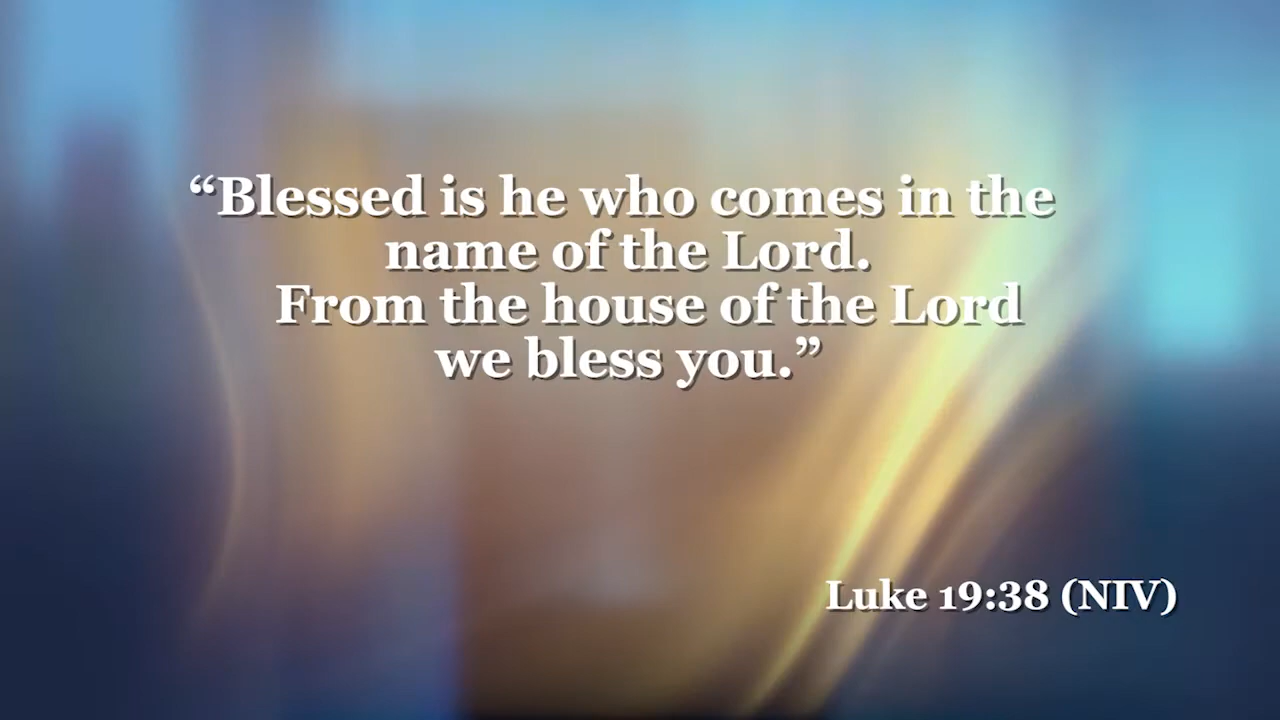 “Blessed is he who comes in the
name of the Lord.
From the house of the Lord
we bless you.”
Luke 19:38 (NIV)